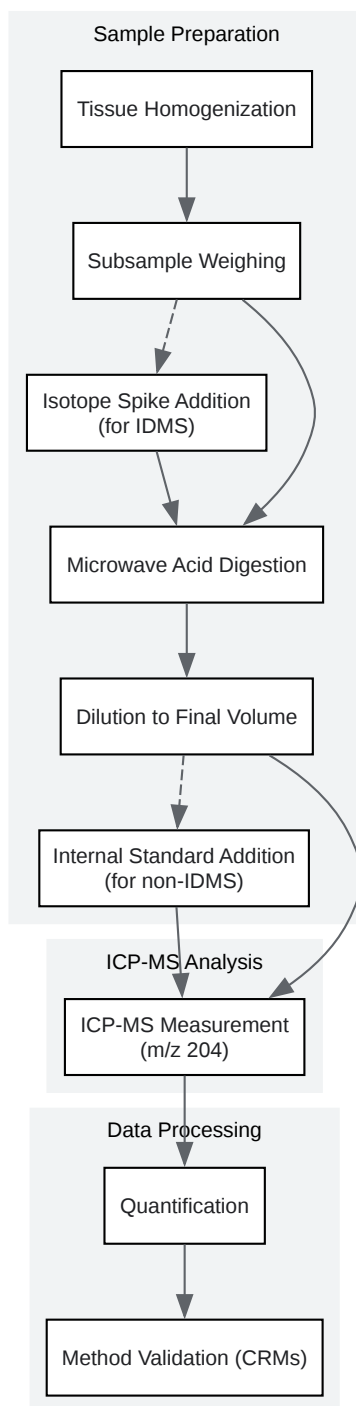 Sample Preparation
Tissue Homogenization
Subsample Weighing
Isotope Spike Addition
(for IDMS)
Microwave Acid Digestion
Dilution to Final Volume
Internal Standard Addition
(for non-IDMS)
ICP-MS Analysis
ICP-MS Measurement
(m/z 204)
Data Processing
Quantification
Method Validation (CRMs)